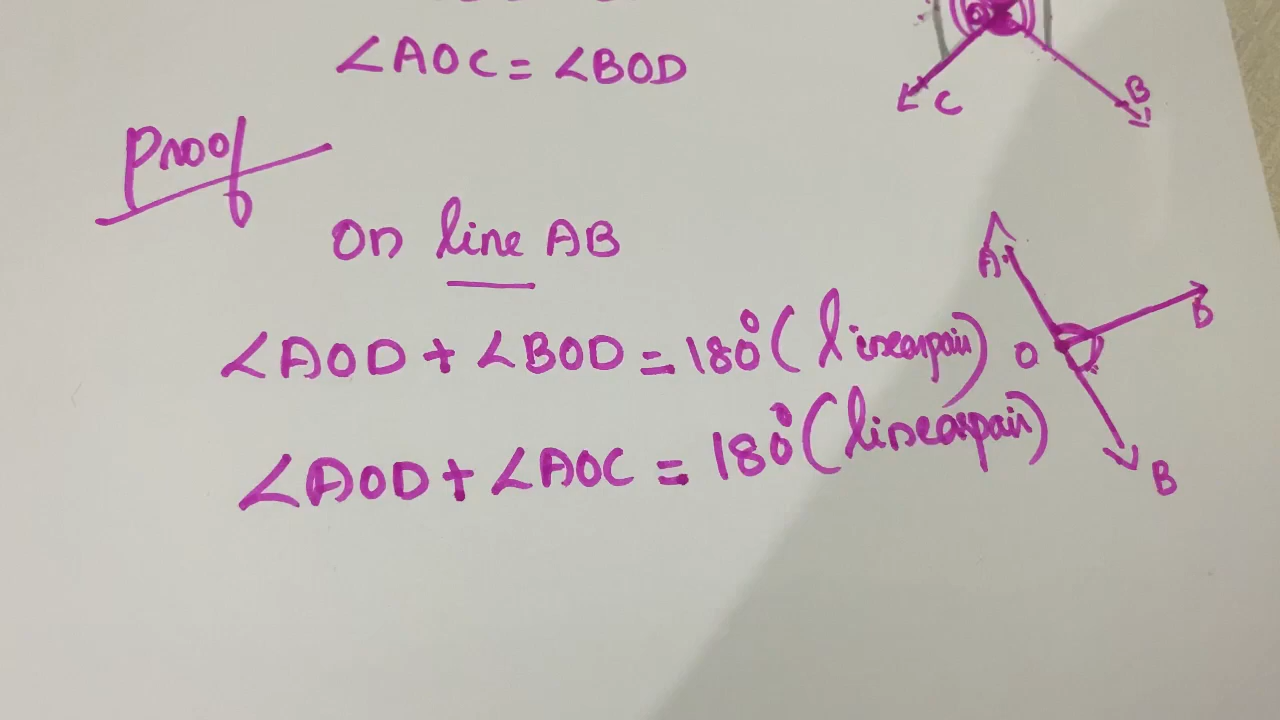 ∠AOC = ∠BOD
C
B
Proof
On line AB
A
B
∠AOD + ∠BOD = 180° (linearpair)
O
∠AOD + ∠AOC = 180° (linearpair)
B